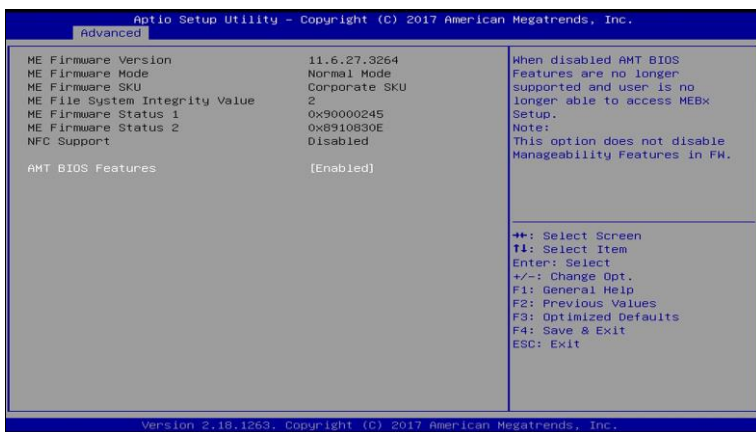 Aptio Setup Utility – Copyright (C) 2017 American Megatrends, Inc.
Advanced
ME Firmware Version 11.6.27.3264
ME Firmware Mode Normal Mode
ME Firmware SKU Corporate SKU
ME File System Integrity Value 2
ME Firmware Status 1 0x90000245
ME Firmware Status 2 0x8910830E
NFC Support Disabled
AMT BIOS Features [Enabled]
When disabled AMT BIOS
Features are no longer
supported and user is no
longer able to access MEBx
Setup.
Note:
This option does not disable
Manageability Features in FW.
→←: Select Screen
↑↓: Select Item
Enter: Select
+/-: Change Opt.
F1: General Help
F2: Previous Values
F3: Optimized Defaults
F4: Save & Exit
ESC: Exit
Version 2.18.1263. Copyright (C) 2017 American Megatrends, Inc.